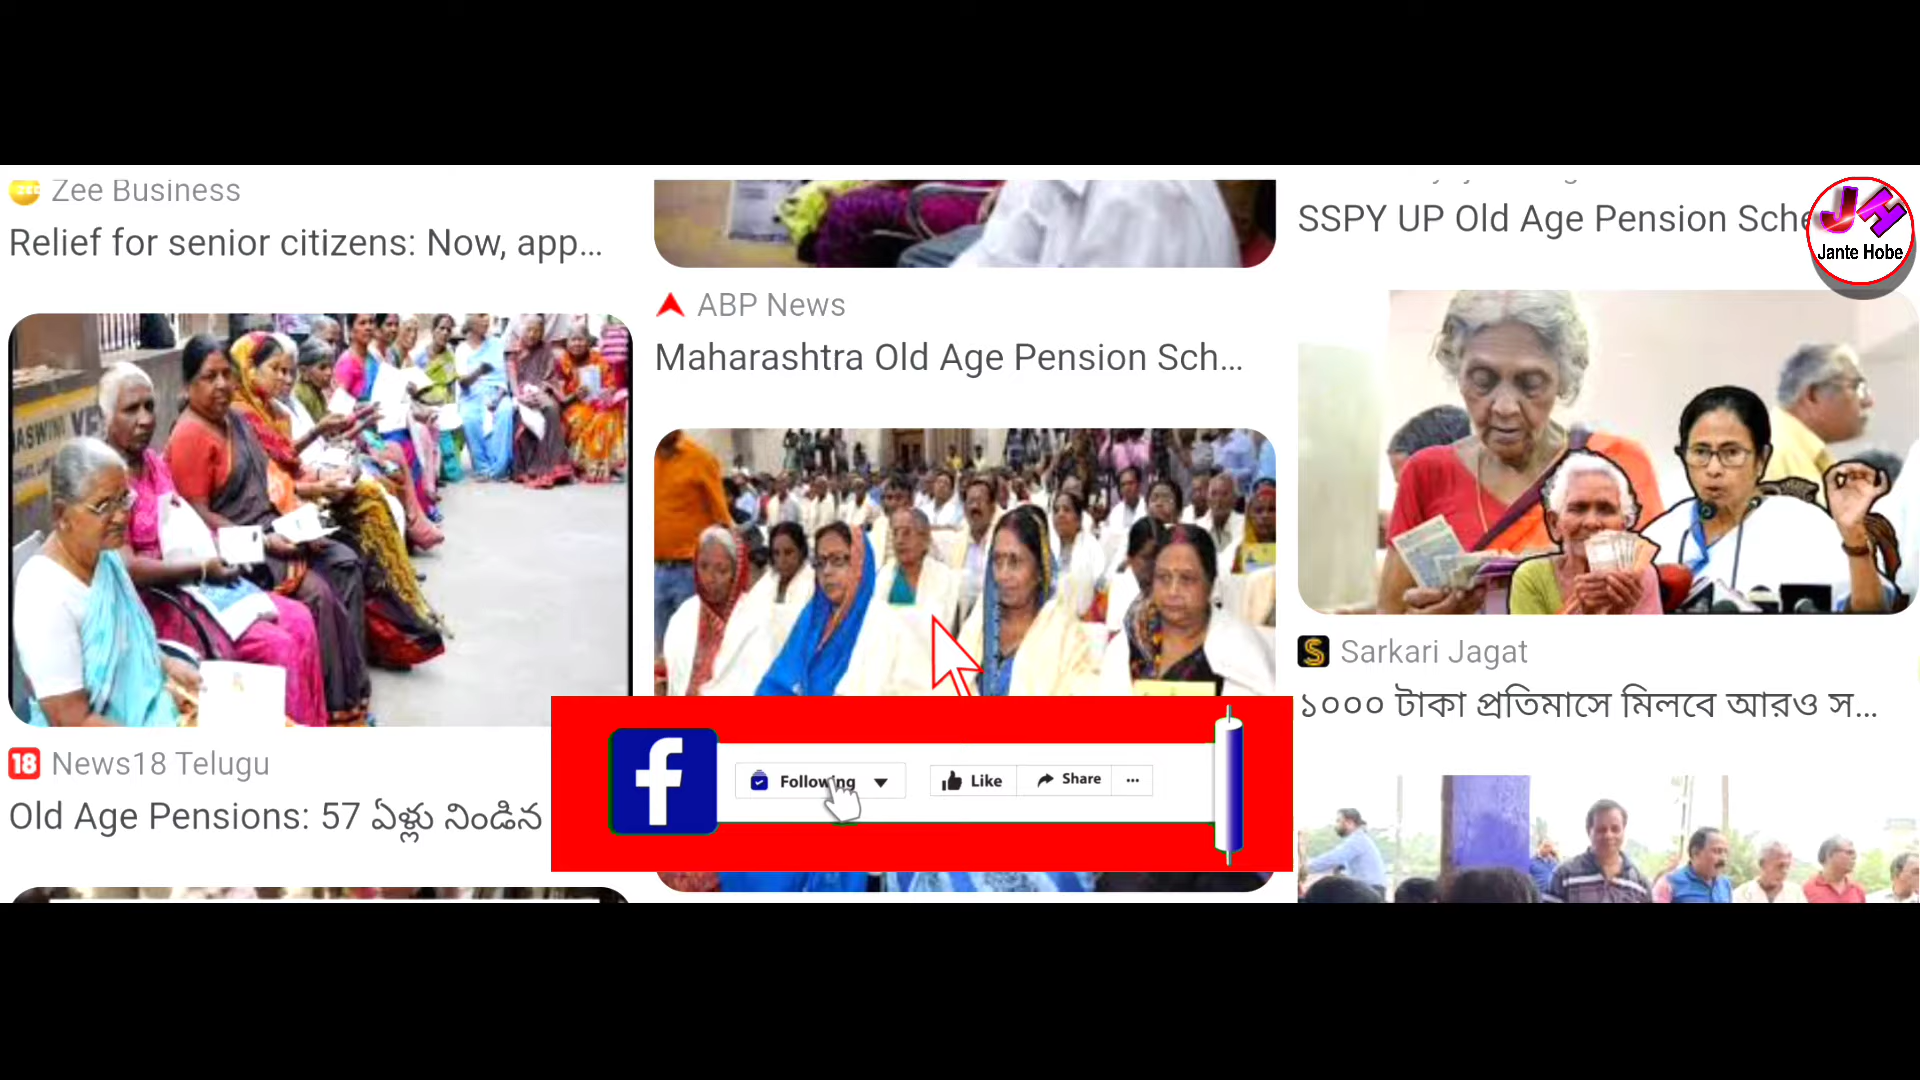 Zee Business
Relief for senior citizens: Now, app...
News18 Telugu
Old Age Pensions: 57 ఏళ్లు నిండిన
ABP News
Maharashtra Old Age Pension Sch...
SSPY UP Old Age Pension Sche
JH
Jante Hobe
Sarkari Jagat
১০০০ টাকা প্রতিমাসে মিলবে আরও স...
Following
Like
Share